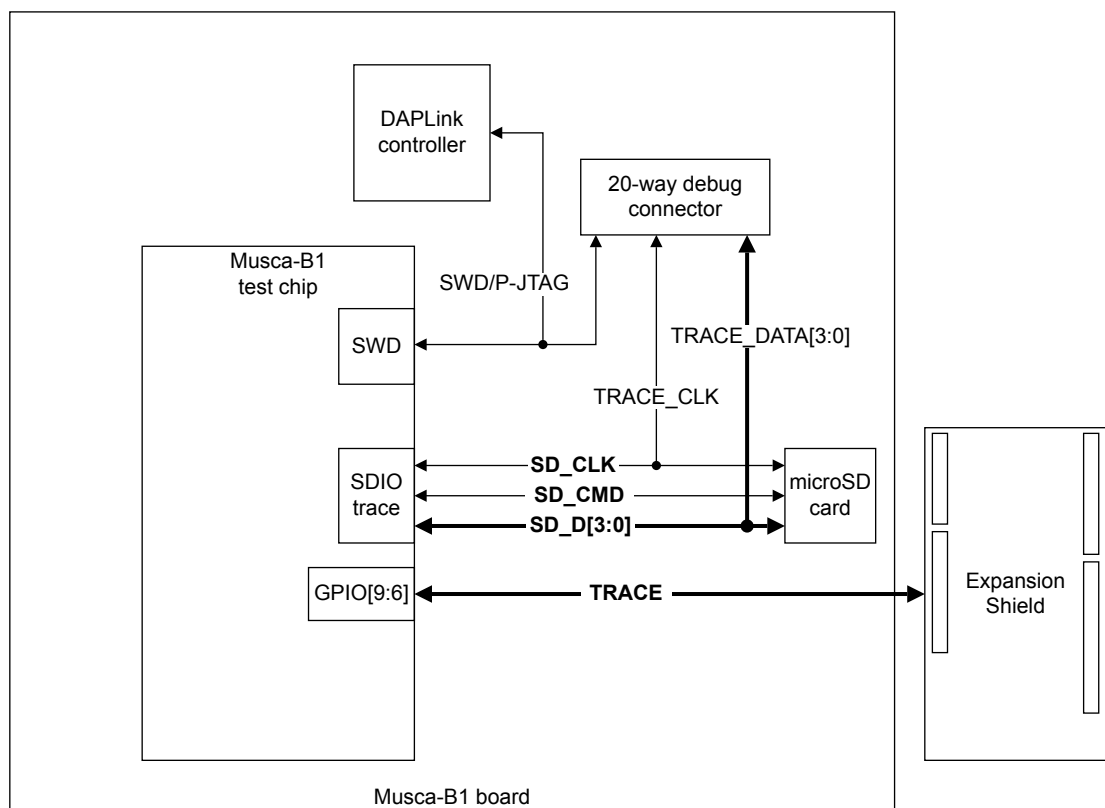 DAPLink
controller
20-way debug
connector
Musca-B1
test chip
SWD/P-JTAG
SWD
TRACE_DATA[3:0]
TRACE_CLK
SDIO
trace
SD_CLK
SD_CMD
SD_D[3:0]
microSD
card
GPIO[9:6]
TRACE
Expansion
Shield
Musca-B1 board